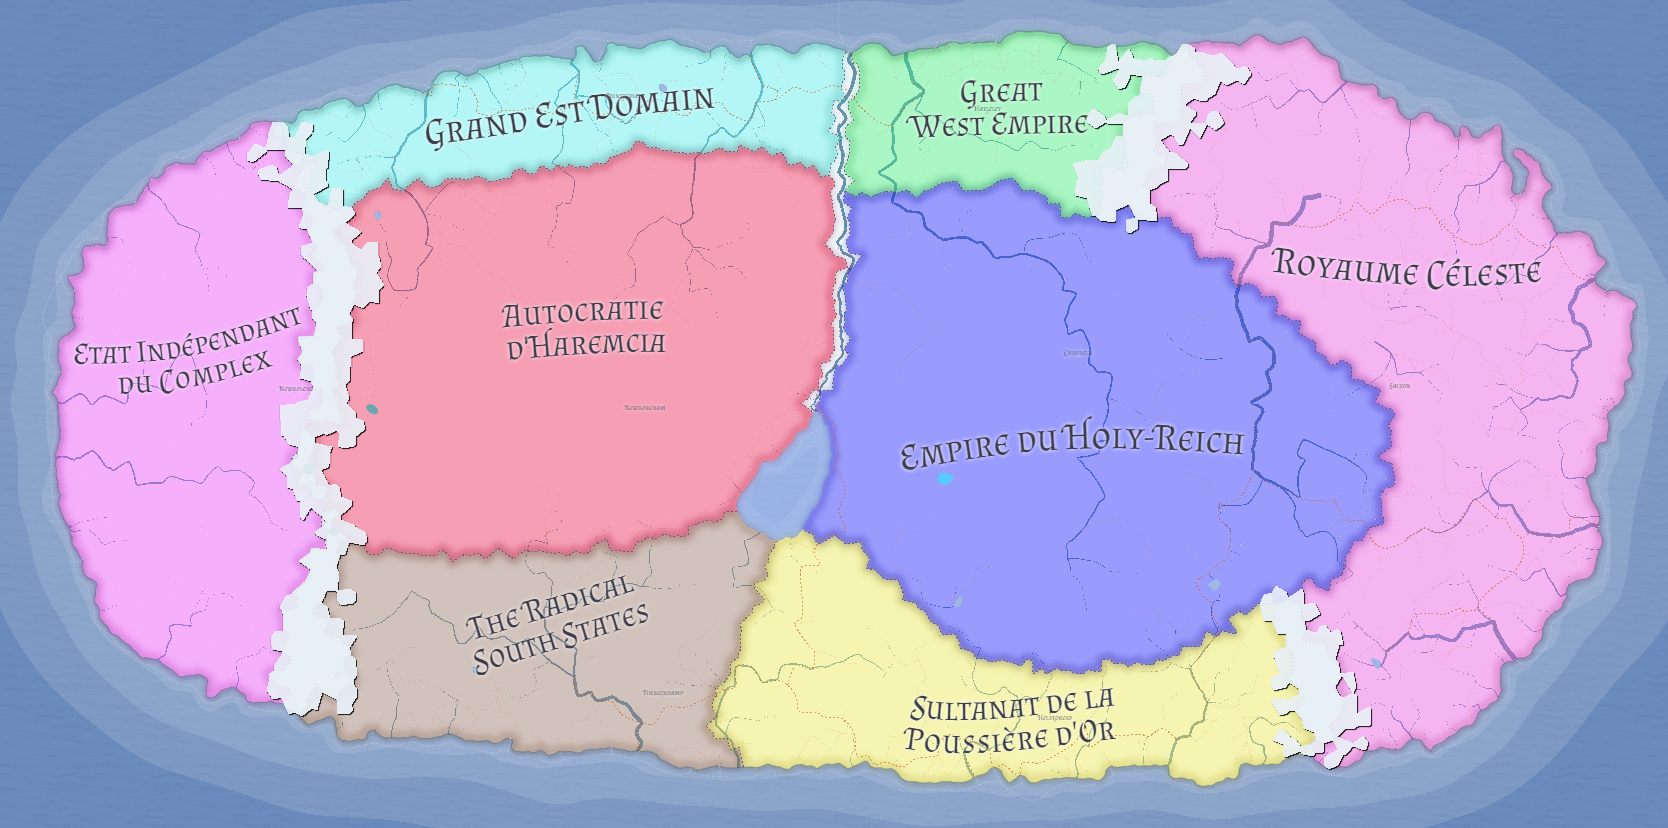 Grand Est Domain
Great
West Empire
Royaume Céleste
Etat Indépendant
du Complex
Autocratie
d'Haremcia
Empire du Holy-Reich
The Radical
South States
Sultanat de la
Poussière d'Or